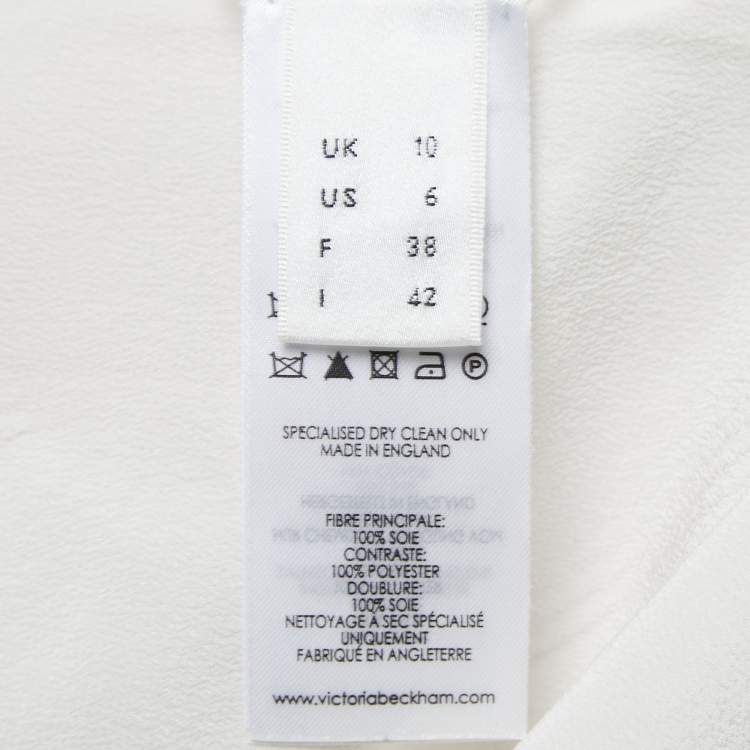 UK 10
US 6
F 38
I 42
P
SPECIALISED DRY CLEAN ONLY
MADE IN ENGLAND
FIBRE PRINCIPALE:
100% SOIE
CONTRASTE:
100% POLYESTER
DOUBLURE:
100% SOIE
NETTOYAGE À SEC SPÉCIALISÉ
UNIQUEMENT
FABRIQUÉ EN ANGLETERRE
www.victoriabeckham.com